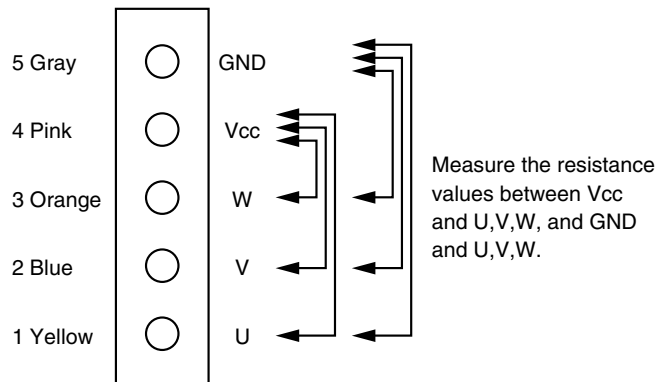 5 Gray GND
4 Pink Vcc
3 Orange W
2 Blue V
1 Yellow U
Measure the resistance
values between Vcc
and U,V,W, and GND
and U,V,W.